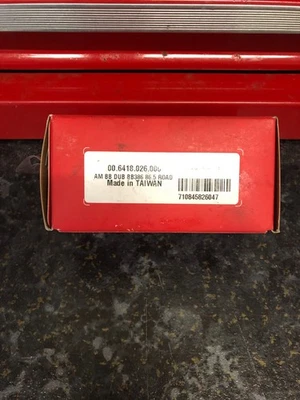 00.6418.026.000
AM BB DUB BB386 86.5 ROAD
Made in TAIWAN
710845826047